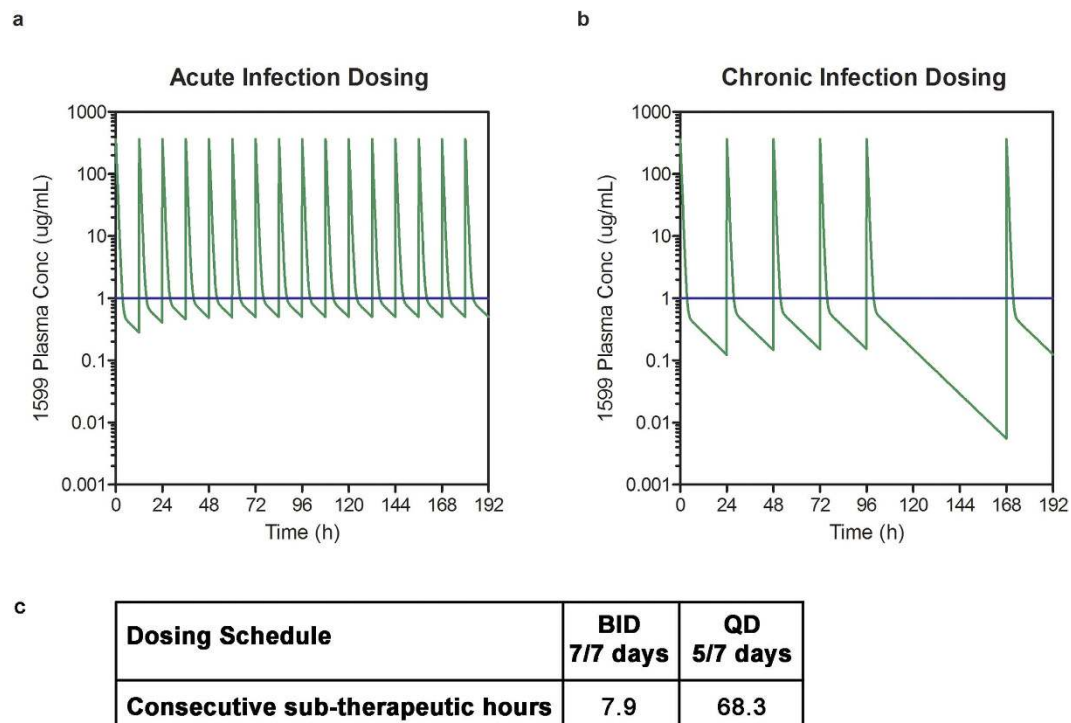 a
b
Acute Infection Dosing
Chronic Infection Dosing
1599 Plasma Conc (ug/mL)
1000
100
10
1
0.1
0.01
0.001
0 24 48 72 96 120 144 168 192
Time (h)
1599 Plasma Conc (ug/mL)
1000
100
10
1
0.1
0.01
0.001
0 24 48 72 96 120 144 168 192
Time (h)
c
Dosing Schedule
BID
7/7 days
QD
5/7 days
Consecutive sub-therapeutic hours 7.9 68.3